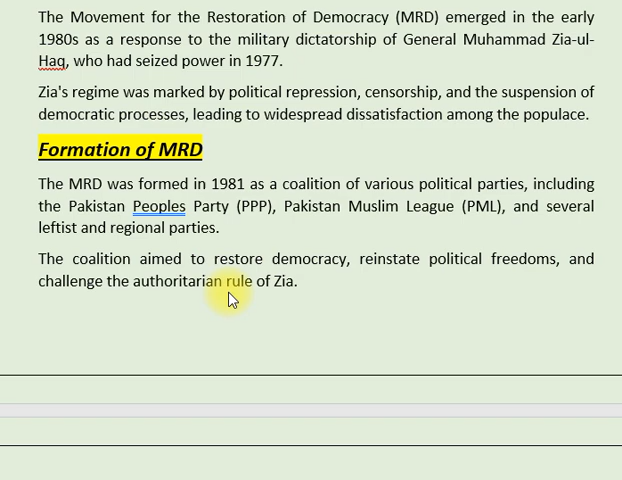 The Movement for the Restoration of Democracy (MRD) emerged in the early
1980s as a response to the military dictatorship of General Muhammad Zia-ul-
Haq, who had seized power in 1977.
Zia's regime was marked by political repression, censorship, and the suspension of
democratic processes, leading to widespread dissatisfaction among the populace.
Formation of MRD
The MRD was formed in 1981 as a coalition of various political parties, including
the Pakistan Peoples Party (PPP), Pakistan Muslim League (PML), and several
leftist and regional parties.
The coalition aimed to restore democracy, reinstate political freedoms, and
challenge the authoritarian rule of Zia.